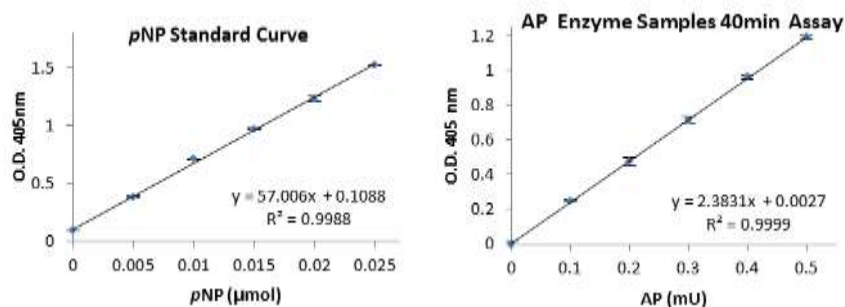 pNP Standard Curve
O.D. 405nm
1.5
1
0.5
0
y = 57.006x + 0.1088
R² = 0.9988
0 0.005 0.01 0.015 0.02 0.025
pNP (μmol)
AP Enzyme Samples 40min Assay
O.D. 405 nm
1.2
1
0.8
0.6
0.4
0.2
0
y = 2.3831x + 0.0027
R² = 0.9999
0 0.1 0.2 0.3 0.4 0.5
AP (mU)